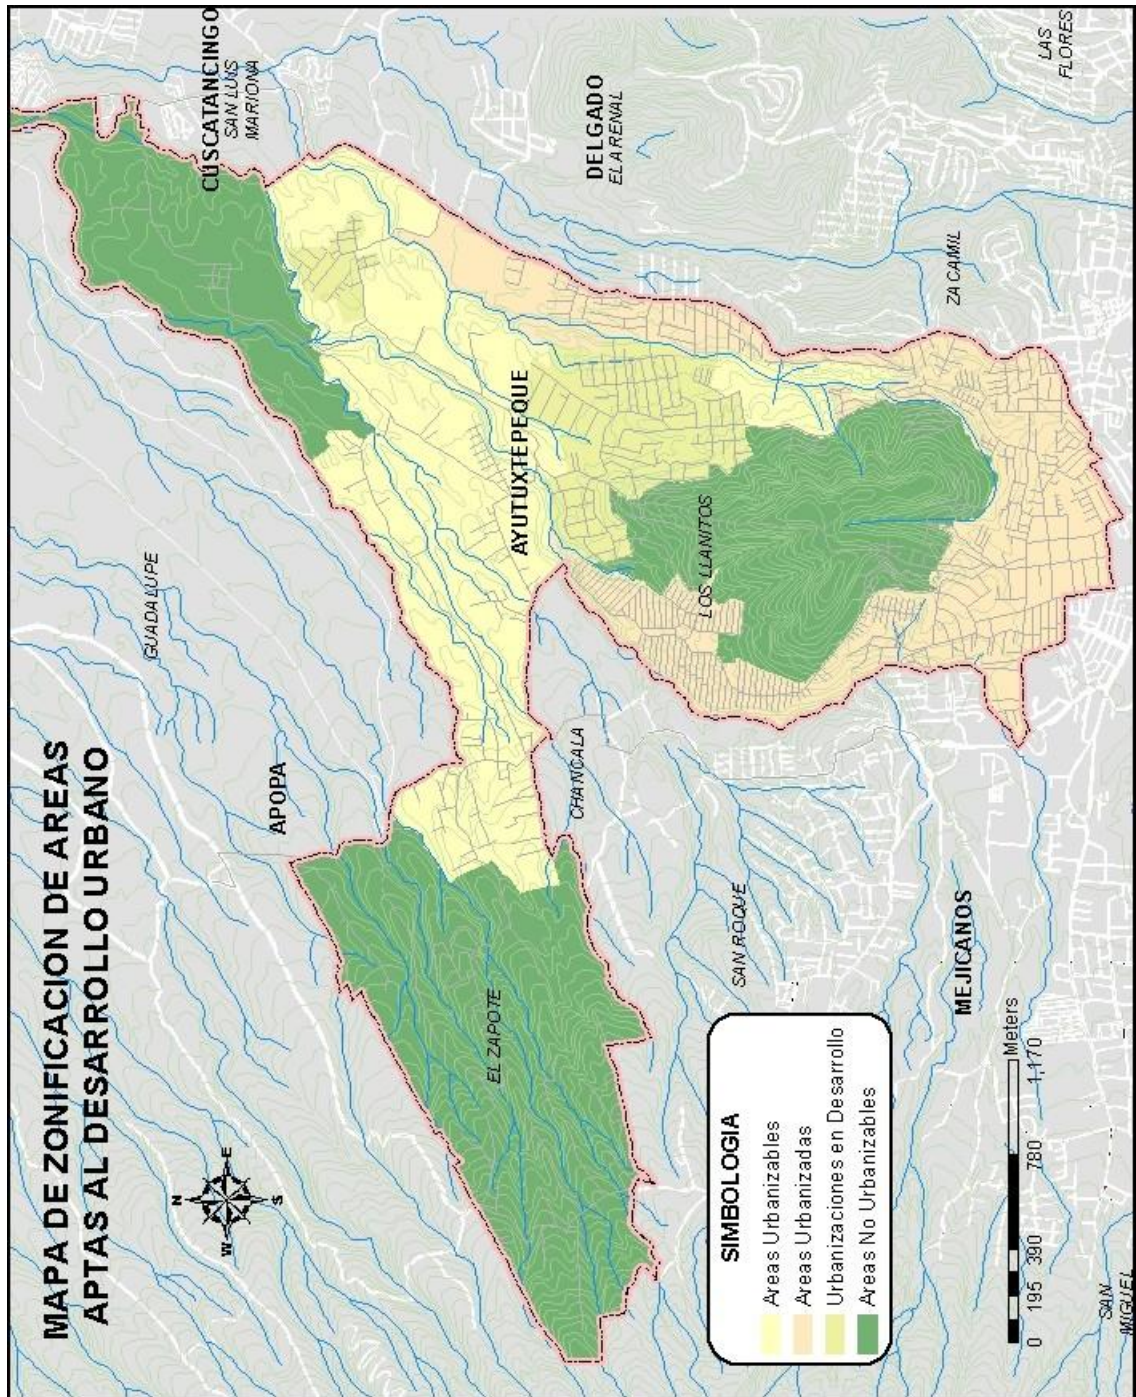 MAPA DE ZONIFICACION DE AREAS
APTAS AL DESARROLLO URBANO
N
W
E
S
APOPA
GUADALUPE
CUSCATANCINGO
SAN LUIS
MARIONA
EL ZAPOTE
CHANCALA
AYUTUXTEPEQUE
DELGADO
EL ARENAL
LOS LLANITOS
SAN ROQUE
MEJICANOS
ZACAMIL
LAS
FLORES
SAN
MIGUEL
SIMBOLOGIA
Areas Urbanizables
Areas Urbanizadas
Urbanizaciones en Desarrollo
Areas No Urbanizables
0 195 390 780 1,170
Meters